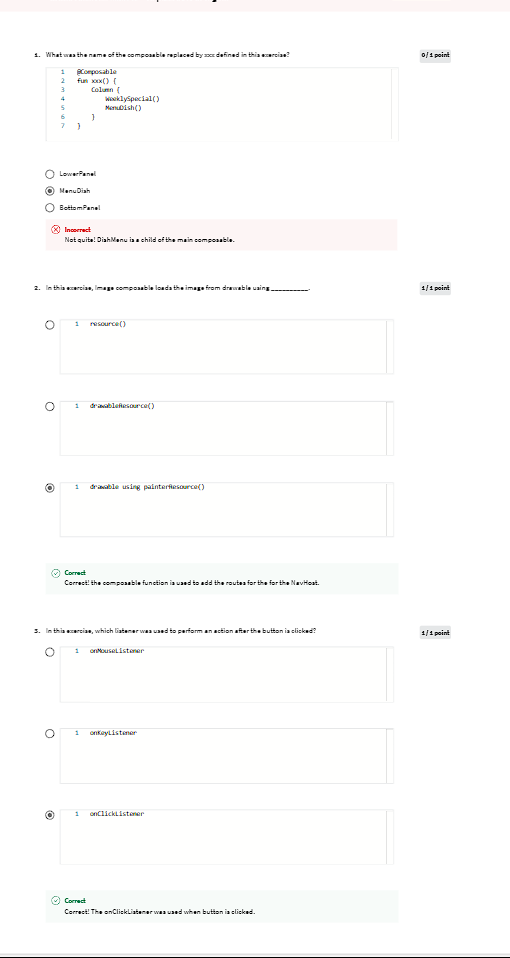 1. What was the name of the composable replaced by xxx defined in this exercise?
0 / 1 point
1 @Composable
2 fun xxx() {
3 Column {
4 WeeklySpecial()
5 MenuDish()
6 }
7 }
LowerPanel
MenuDish
BottomPanel
Incorrect
Not quite! DishMenu is a child of the main composable.
2. In this exercise, Image composable loads the image from drawable using __________.
1 / 1 point
1 resource()
1 drawableResource()
1 drawable using painterResource()
Correct
Correct! the composable function is used to add the routes for the for the NavHost.
3. In this exercise, which listener was used to perform an action after the button is clicked?
1 / 1 point
1 onMouseListener
1 onKeyListener
1 onClickListener
Correct
Correct! The onClickListener was used when button is clicked.